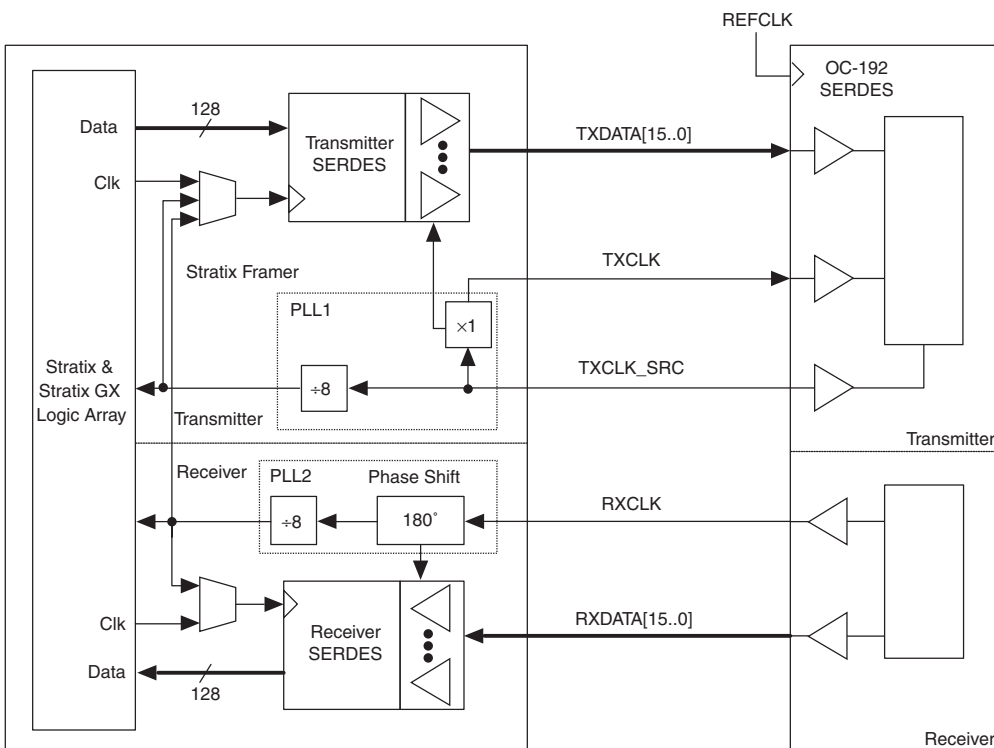 REFCLK
OC-192
SERDES
128
Data
Transmitter
SERDES
TXDATA[15..0]
Clk
Stratix Framer
TXCLK
PLL1
×1
Stratix &
Stratix GX
Logic Array
÷8
TXCLK_SRC
Transmitter
Transmitter
Receiver
PLL2
Phase Shift
RXCLK
÷8
180°
Clk
Receiver
SERDES
RXDATA[15..0]
Data
128
Receiver